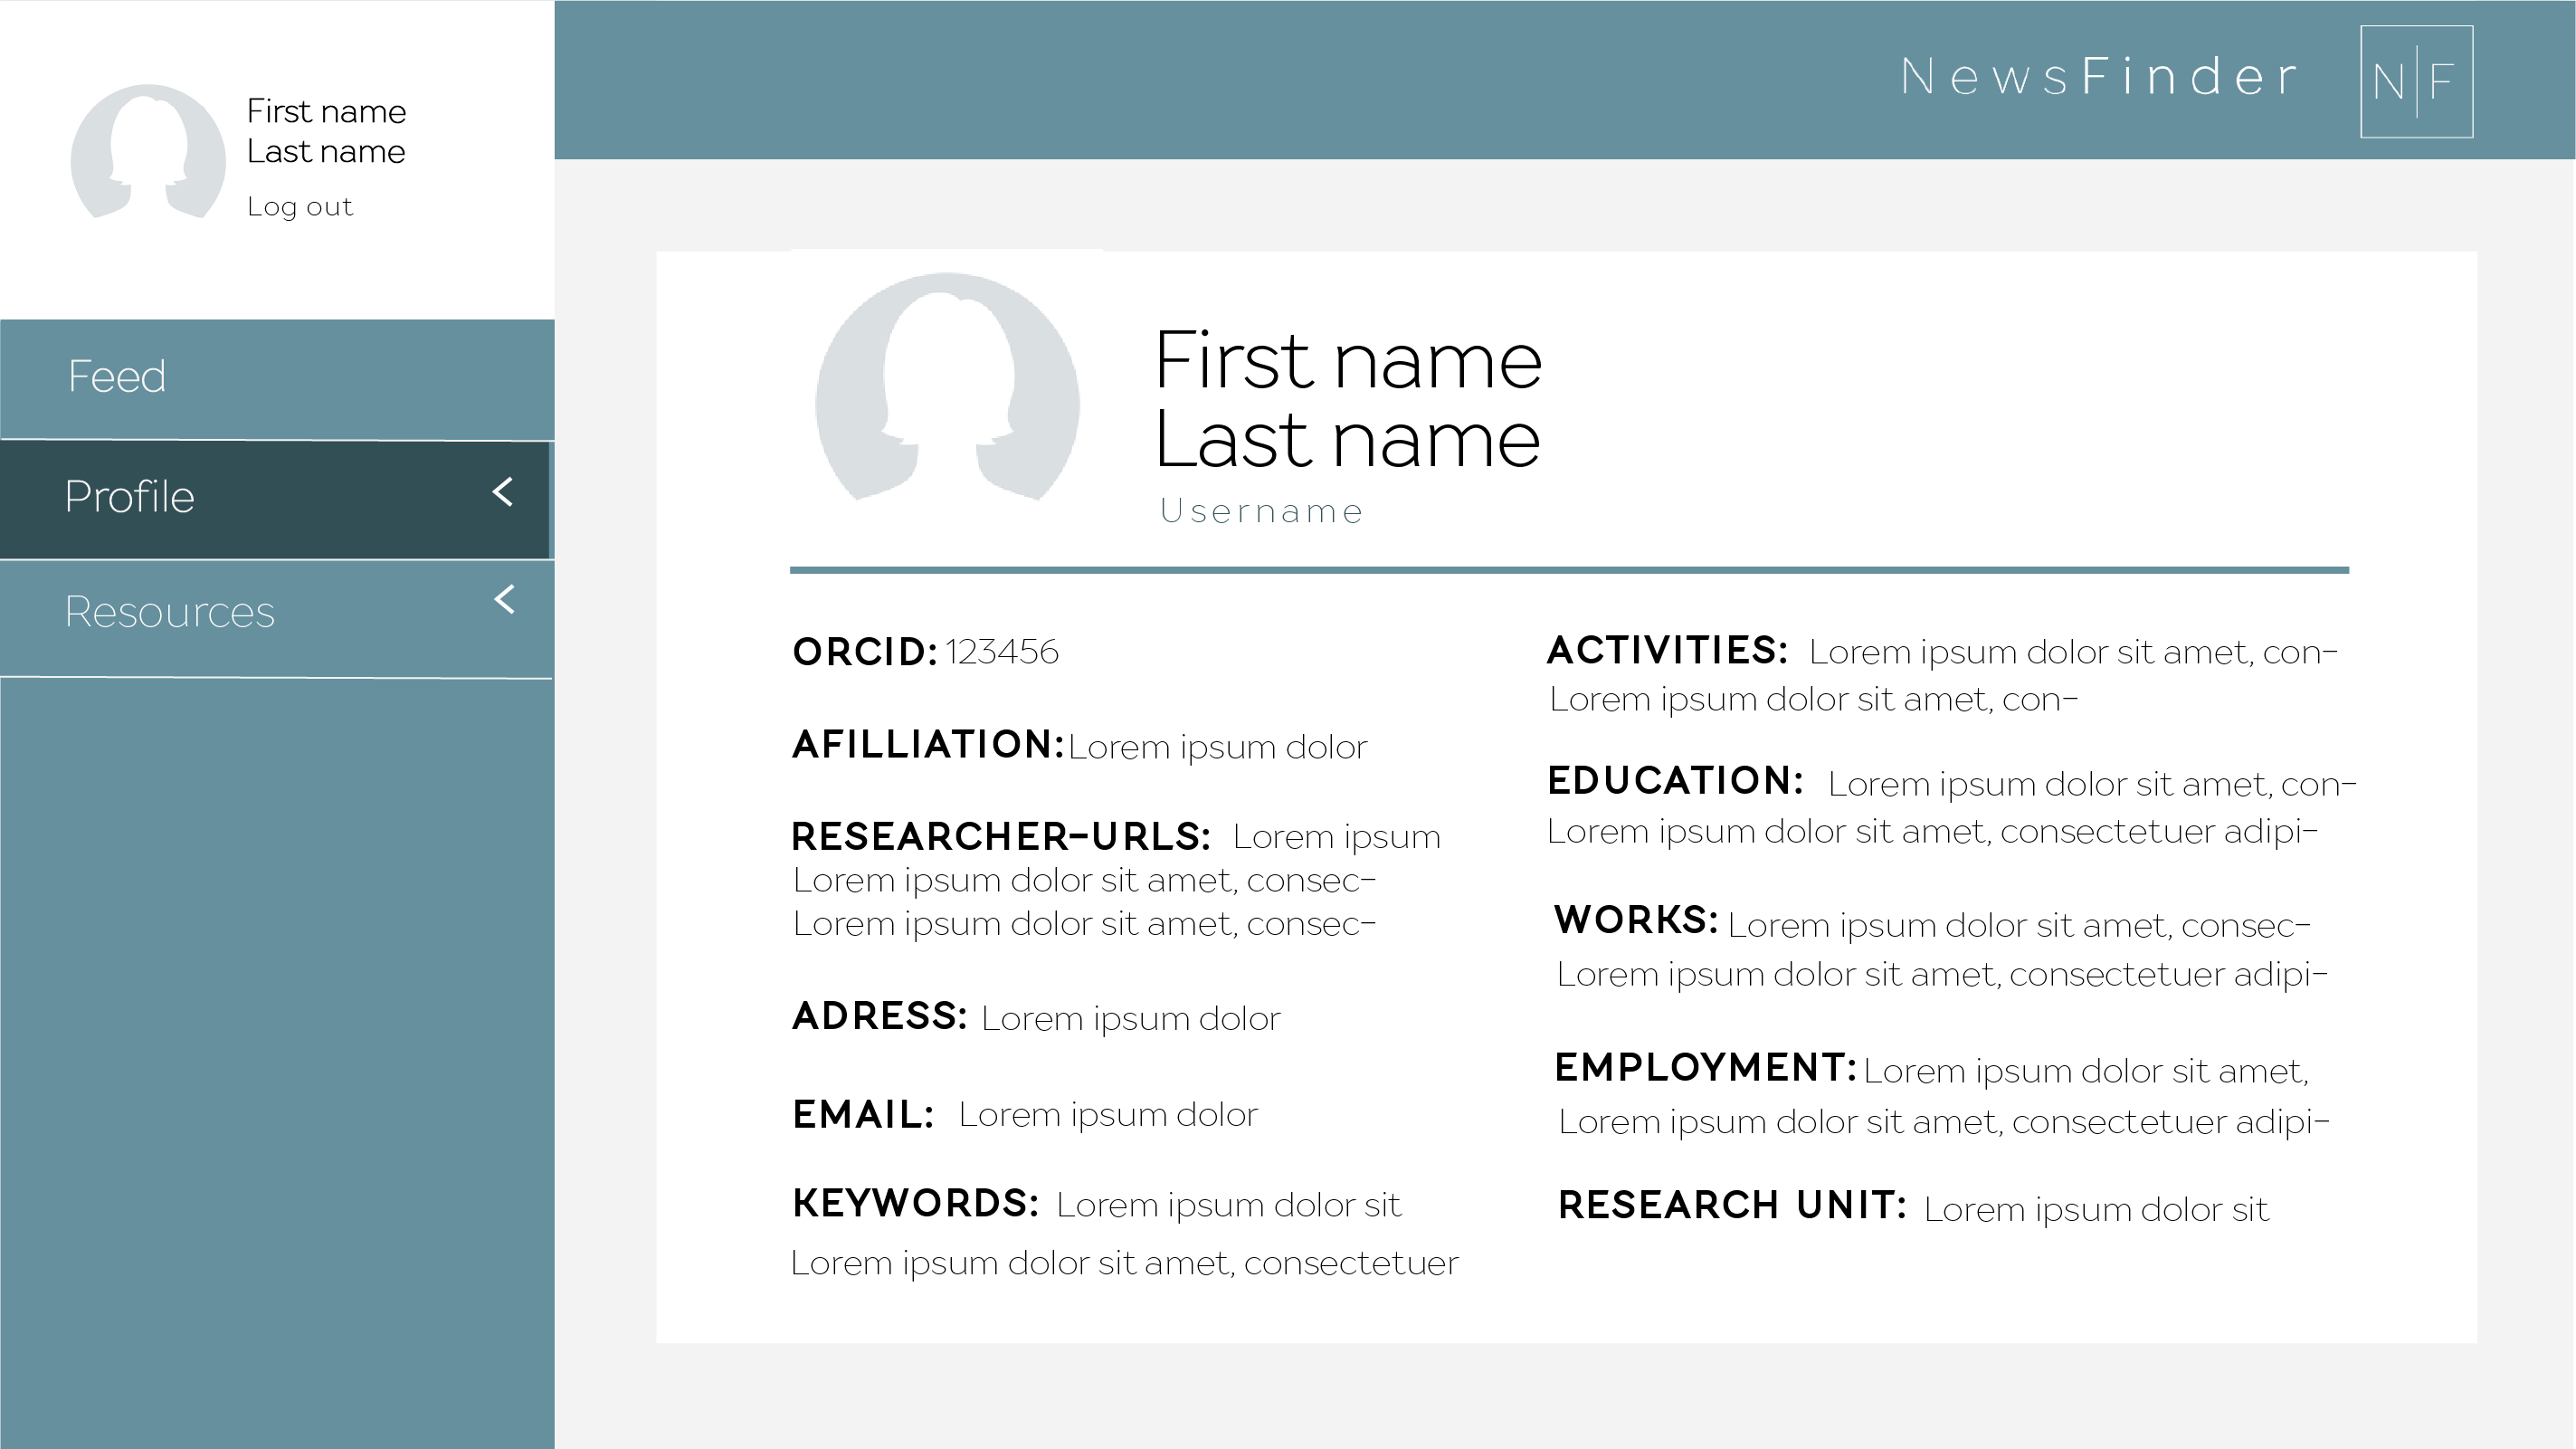 First name
Last name
Log out
NewsFinder
N|F
Feed
Profile
<
Resources
<
First name
Last name
Username
ORCID: 123456
AFILLIATION: Lorem ipsum dolor
RESEARCHER-URLS: Lorem ipsum
Lorem ipsum dolor sit amet, consec-
Lorem ipsum dolor sit amet, consec-
ADRESS: Lorem ipsum dolor
EMAIL: Lorem ipsum dolor
KEYWORDS: Lorem ipsum dolor sit
Lorem ipsum dolor sit amet, consectetuer
ACTIVITIES: Lorem ipsum dolor sit amet, con-
Lorem ipsum dolor sit amet, con-
EDUCATION: Lorem ipsum dolor sit amet, con-
Lorem ipsum dolor sit amet, consectetuer adipi-
WORKS: Lorem ipsum dolor sit amet, consec-
Lorem ipsum dolor sit amet, consectetuer adipi-
EMPLOYMENT: Lorem ipsum dolor sit amet,
Lorem ipsum dolor sit amet, consectetuer adipi-
RESEARCH UNIT: Lorem ipsum dolor sit